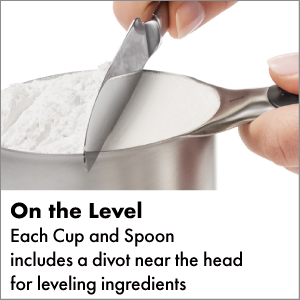 On the Level
Each Cup and Spoon
includes a divot near the head
for leveling ingredients